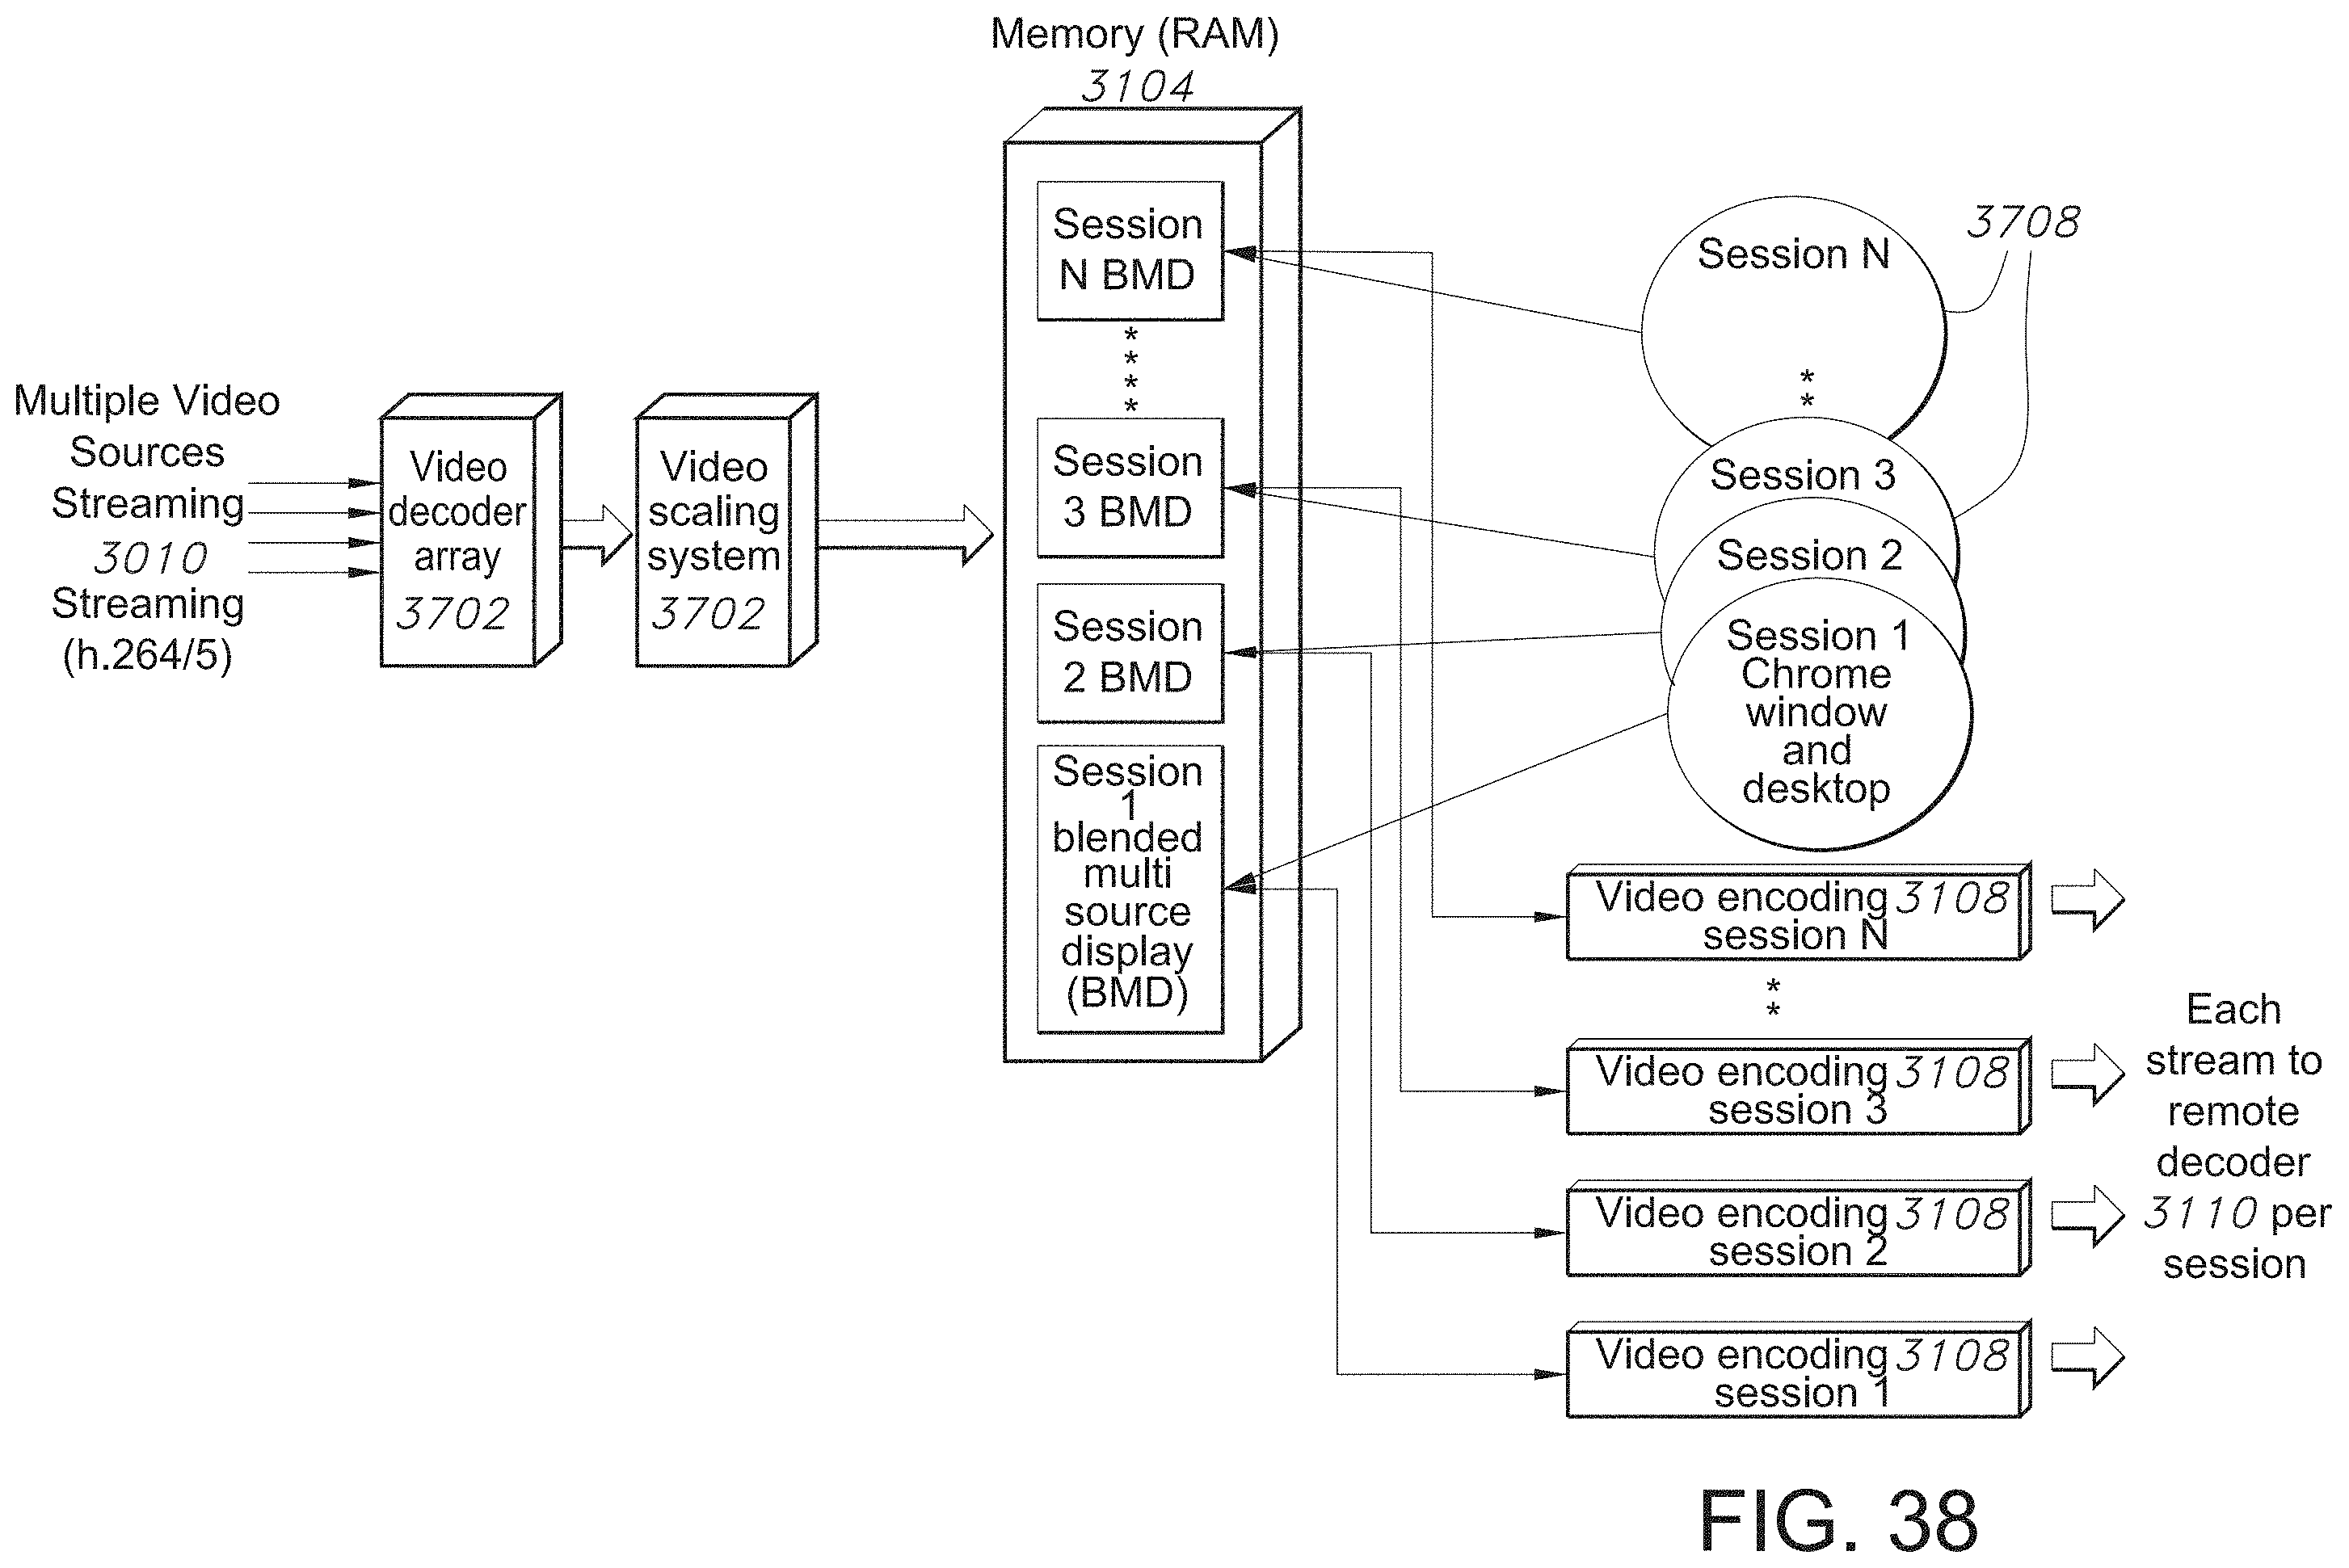 Memory (RAM)
3104
Multiple Video
Sources
Streaming
3010
Streaming
(h.264/5)
Video
decoder
array
3702
Video
scaling
system
3702
Session
N BMD
*
*
*
*
Session
3 BMD
Session
2 BMD
Session
1
blended
multi
source
display
(BMD)
3708
Session N
*
*
Session 3
Session 2
Session 1
Chrome
window
and
desktop
Video encoding 3108
session N
*
*
Video encoding 3108
session 3
Video encoding 3108
session 2
Video encoding 3108
session 1
Each
stream to
remote
decoder
3110 per
session
FIG. 38